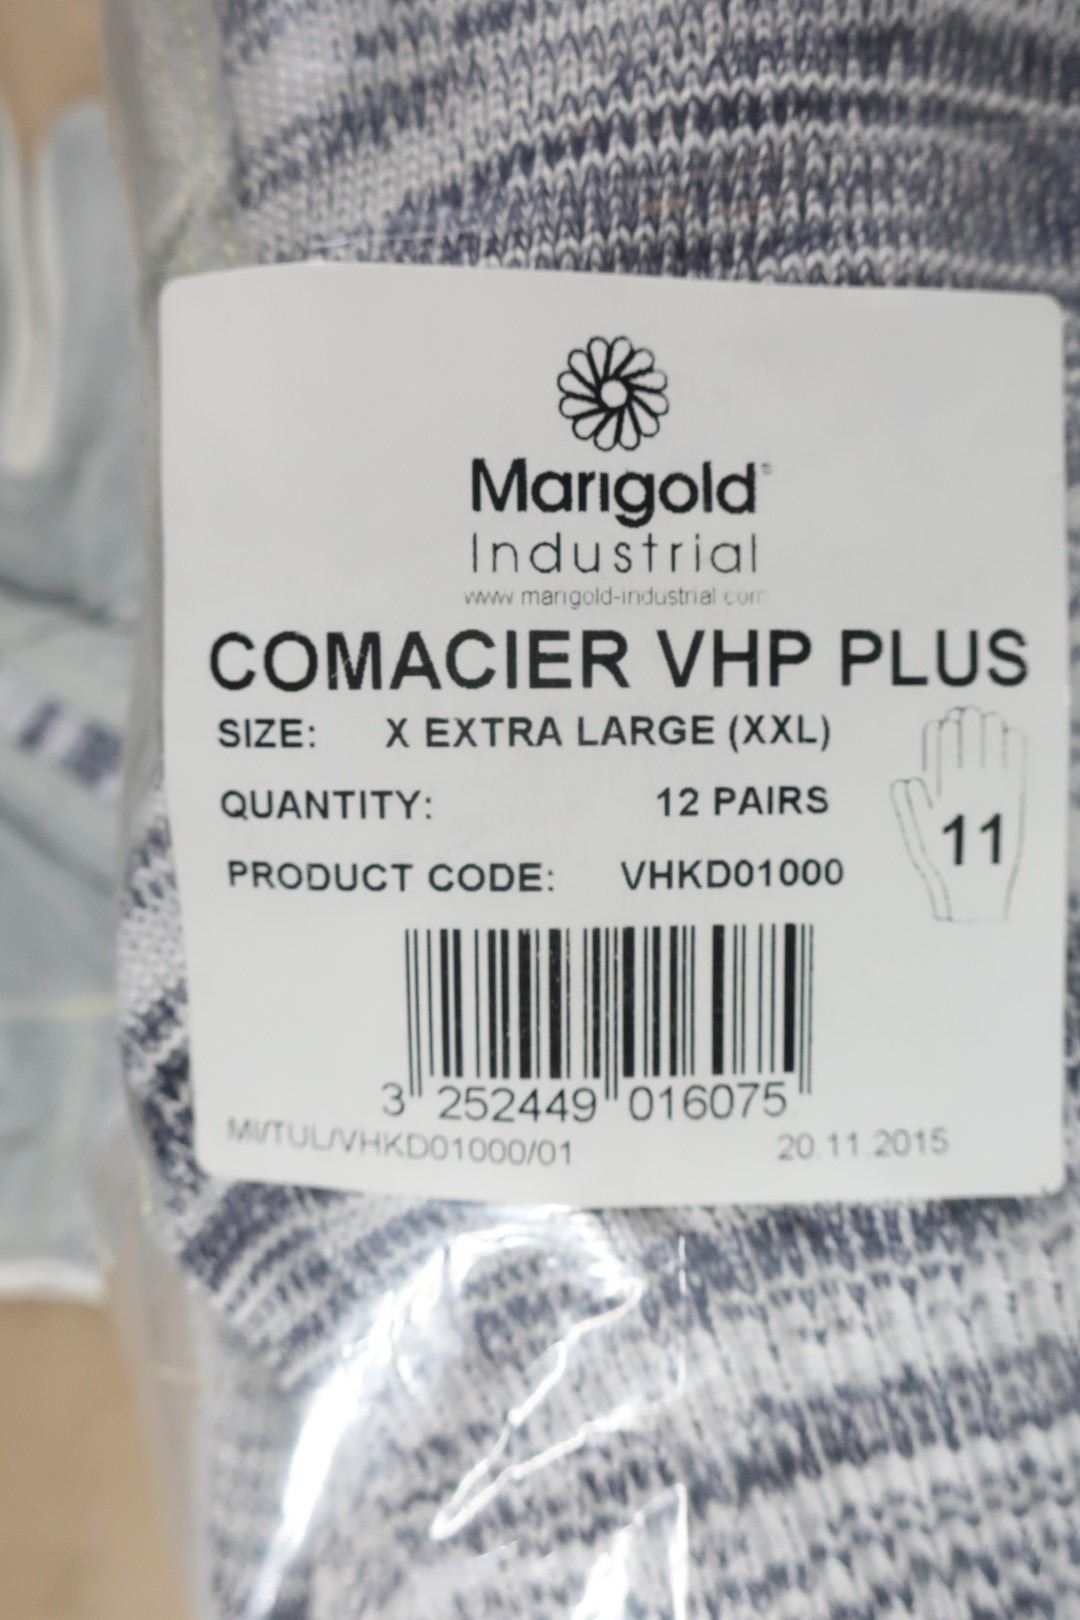 Marigold®
Industrial
www.marigold-industrial.com
COMACIER VHP PLUS
SIZE: X EXTRA LARGE (XXL)
QUANTITY: 12 PAIRS
11
PRODUCT CODE: VHKD01000
3 252449 016075
MI/TUL/VHKD01000/01 20.11.2015